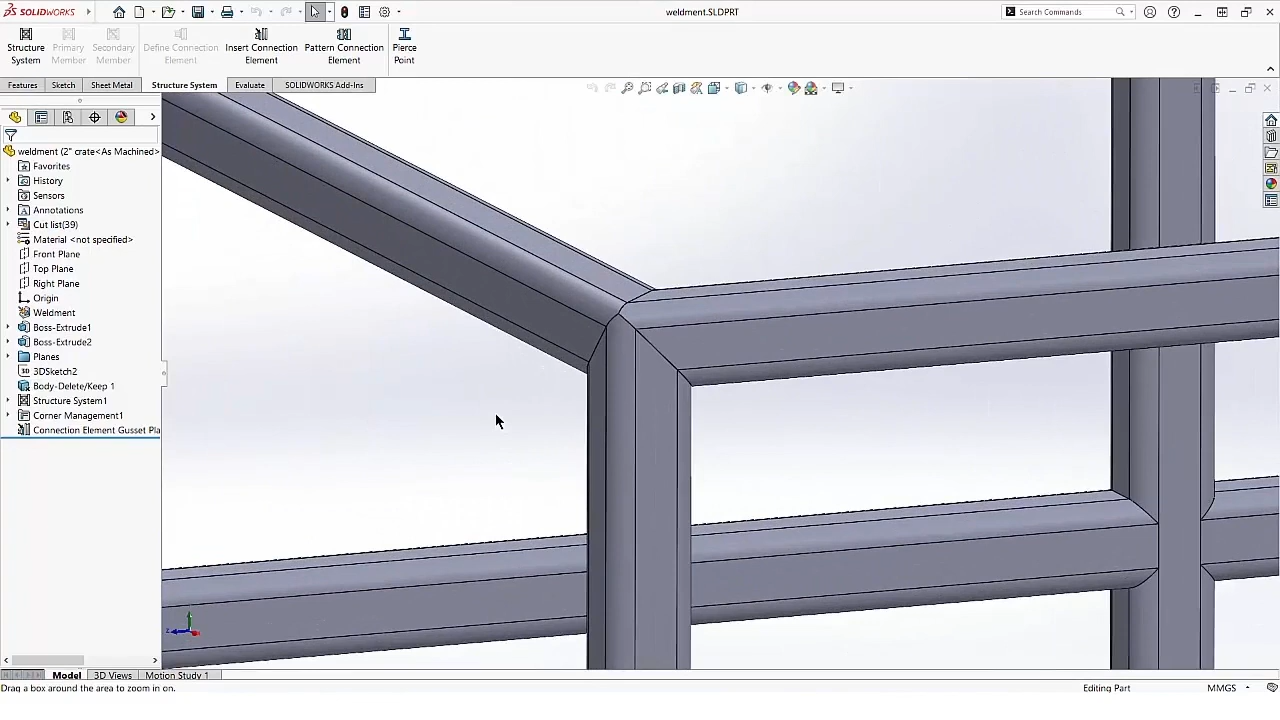 SOLIDWORKS
weldment.SLDPRT
Search Commands
Structure System
Primary Member
Secondary Member
Define Connection Element
Insert Connection Element
Pattern Connection Element
Pierce Point
Features
Sketch
Sheet Metal
Structure System
Evaluate
SOLIDWORKS Add-Ins
weldment (2" crate<As Machined>
Favorites
History
Sensors
Annotations
Cut list(39)
Material <not specified>
Front Plane
Top Plane
Right Plane
Origin
Weldment
Boss-Extrude1
Boss-Extrude2
Planes
3DSketch2
Body-Delete/Keep 1
Structure System1
Corner Management1
Connection Element Gusset Pla
Model
3D Views
Motion Study 1
Drag a box around the area to zoom in on.
Editing Part
MMGS